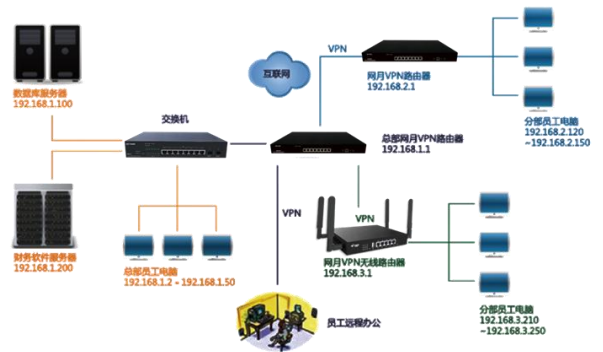 VPN
互联网
网月VPN路由器
192.168.2.1
数据库服务器
192.168.1.100
交换机
分部员工电脑
192.168.2.120
~192.168.2.150
总部网月VPN路由器
192.168.1.1
VPN
VPN
财务软件服务器
192.168.1.200
总部员工电脑
192.168.1.2 - 192.168.1.50
网月VPN无线路由器
192.168.3.1
分部员工电脑
192.168.3.210
~192.168.3.250
员工远程办公